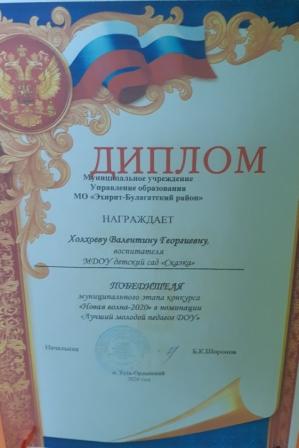 ДИПЛОМ
Муниципальное учреждение
Управление образования
МО «Эхирит-Булагатский район»
НАГРАЖДАЕТ
Холхоеву Валентину Георгиевну,
воспитателя
МДОУ детский сад «Сказка»
ПОБЕДИТЕЛЯ
муниципального этапа конкурса
«Новая волна-2020» в номинации
«Лучший молодой педагог ДОУ»
Начальник Б.К.Шоронов
п. Усть-Ордынский
2020 год